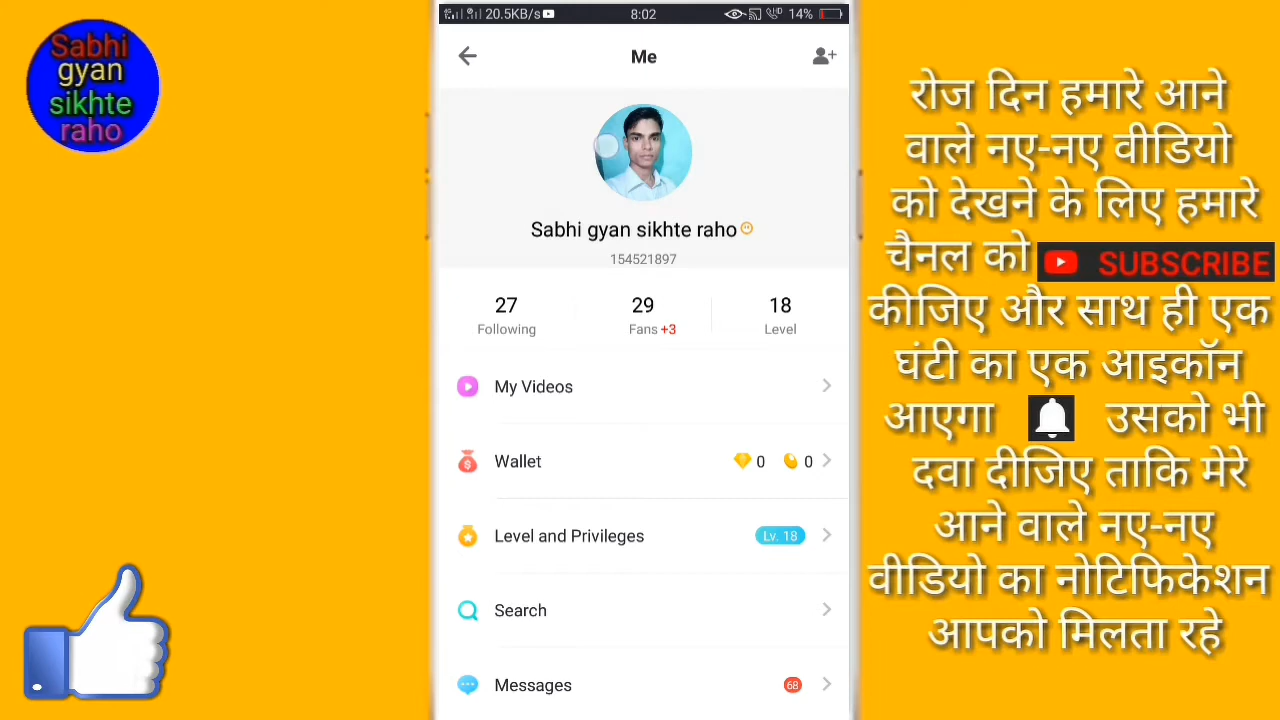 Sabhi
gyan
sikhte
raho
20.5KB/s
8:02
14%
Me
Sabhi gyan sikhte raho
154521897
27
29
18
Following
Fans +3
Level
My Videos
Wallet
0
0
Level and Privileges
Lv. 18
Search
Messages
68
रोज दिन हमारे आने
वाले नए-नए वीडियो
को देखने के लिए हमारे
चैनल को SUBSCRIBE
कीजिए और साथ ही एक
घंटी का एक आइकॉन
आएगा उसको भी
दवा दीजिए ताकि मेरे
आने वाले नए-नए
वीडियो का नोटिफिकेशन
आपको मिलता रहे